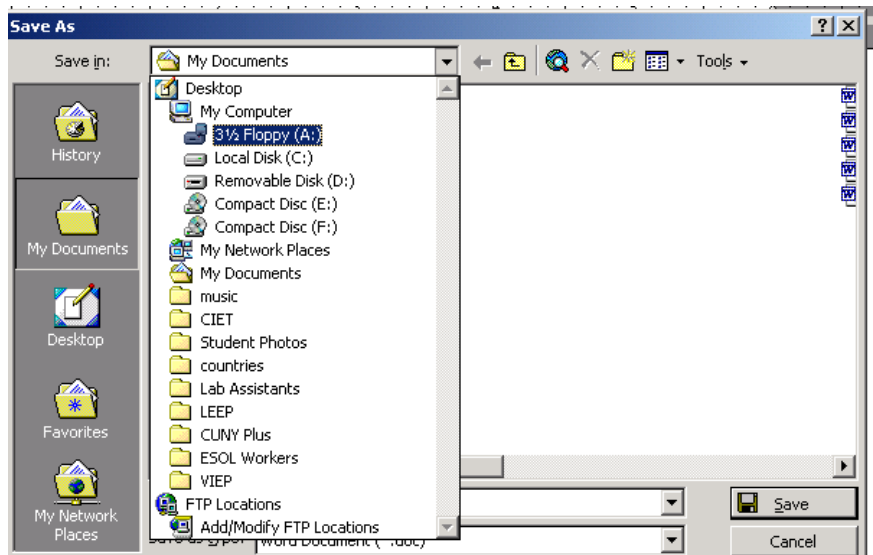 Save As
Save in:
My Documents
Tools
History
My Documents
Desktop
Favorites
My Network
Places
Desktop
My Computer
3½ Floppy (A:)
Local Disk (C:)
Removable Disk (D:)
Compact Disc (E:)
Compact Disc (F:)
My Network Places
My Documents
music
CIET
Student Photos
countries
Lab Assistants
LEEP
CUNY Plus
ESOL Workers
VIEP
FTP Locations
Add/Modify FTP Locations
Save
Word Document (*.doc)
Cancel